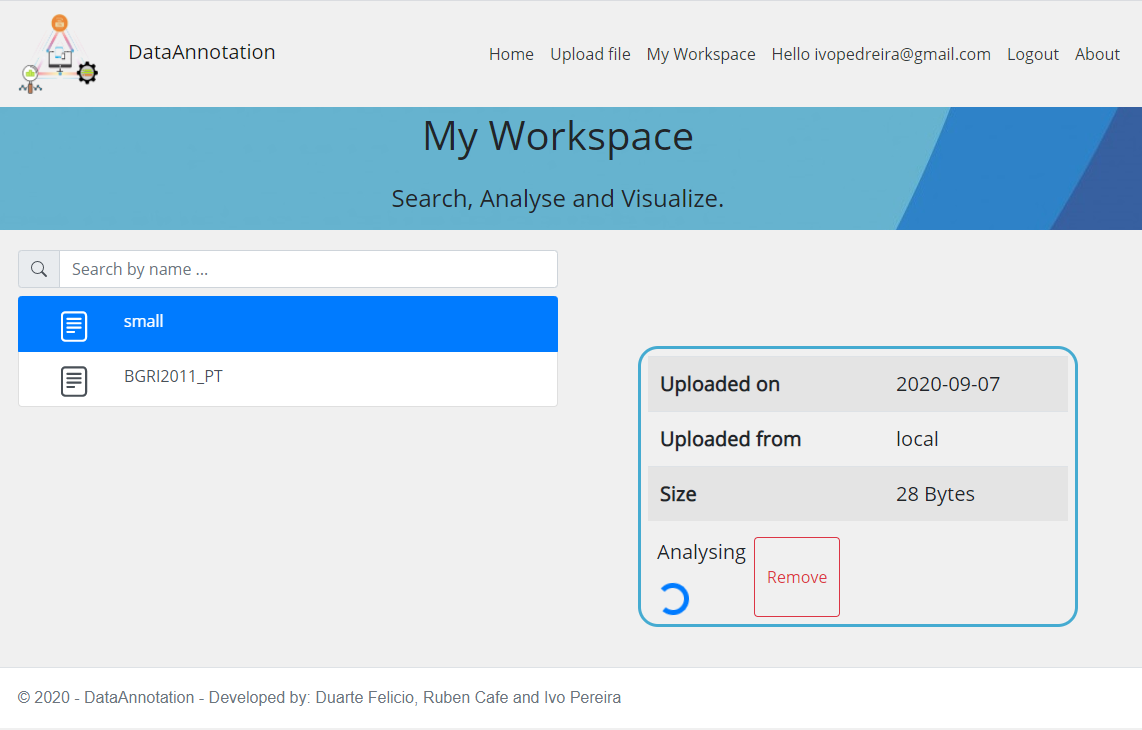 DataAnnotation
Home Upload file My Workspace Hello ivopedreira@gmail.com Logout About
My Workspace
Search, Analyse and Visualize.
Search by name ...
small
BGRI2011_PT
Uploaded on 2020-09-07
Uploaded from local
Size 28 Bytes
Analysing
Remove
© 2020 - DataAnnotation - Developed by: Duarte Felicio, Ruben Cafe and Ivo Pereira